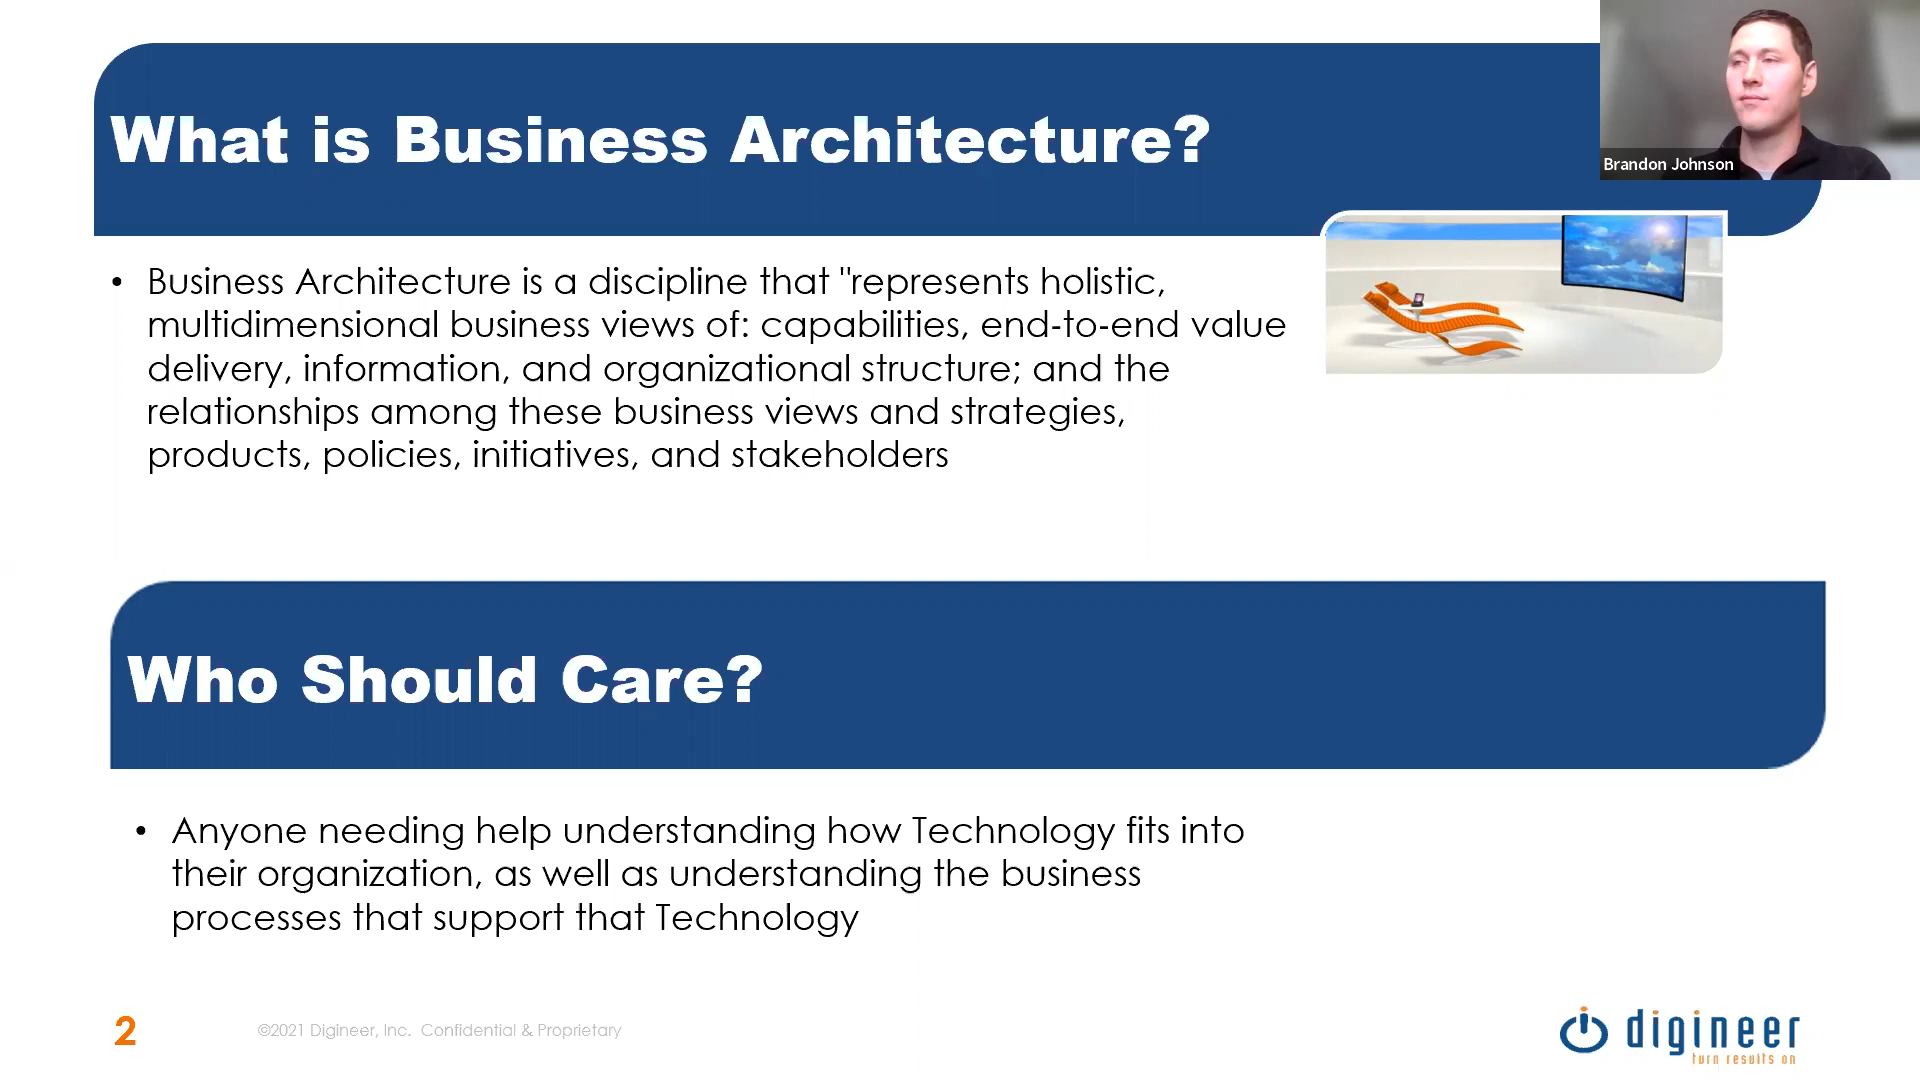 What is Business Architecture?
Brandon Johnson
• Business Architecture is a discipline that "represents holistic,
multidimensional business views of: capabilities, end-to-end value
delivery, information, and organizational structure; and the
relationships among these business views and strategies,
products, policies, initiatives, and stakeholders
Who Should Care?
• Anyone needing help understanding how Technology fits into
their organization, as well as understanding the business
processes that support that Technology
2
©2021 Digineer, Inc. Confidential & Proprietary
digineer
turn results on